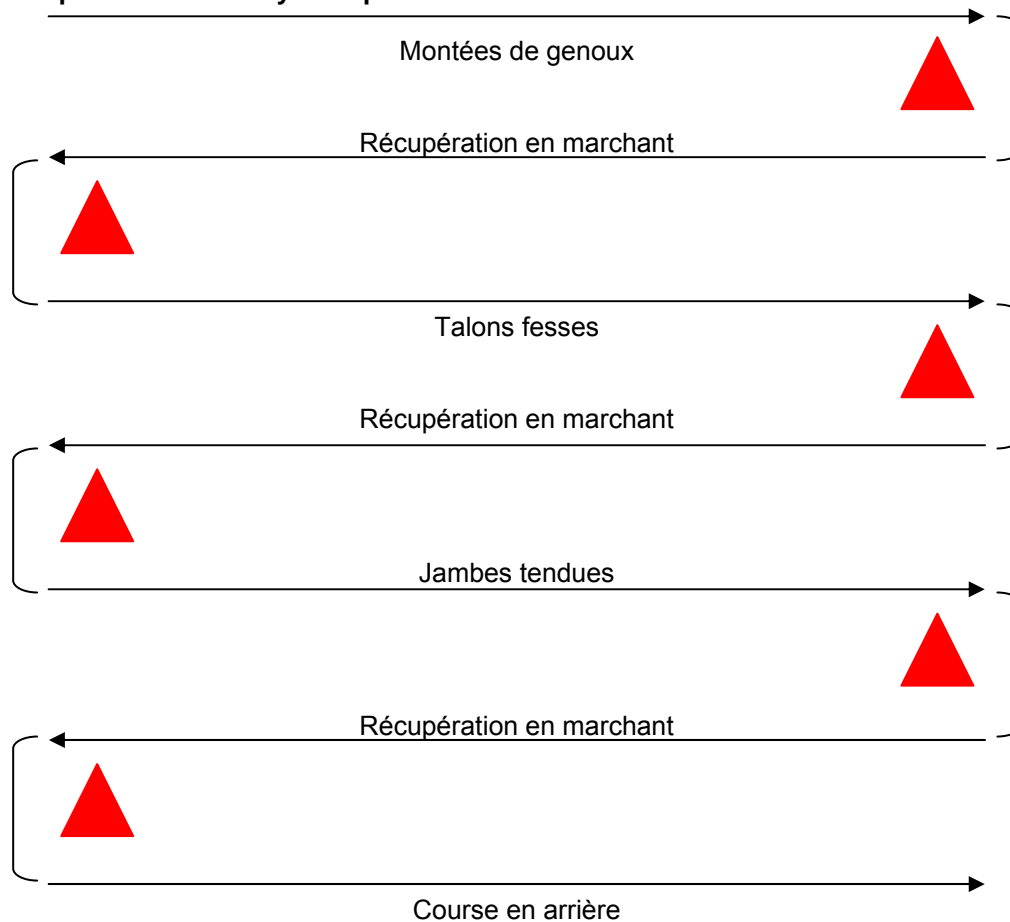 Montées de genoux
Récupération en marchant
Talons fesses
Récupération en marchant
Jambes tendues
Récupération en marchant
Course en arrière